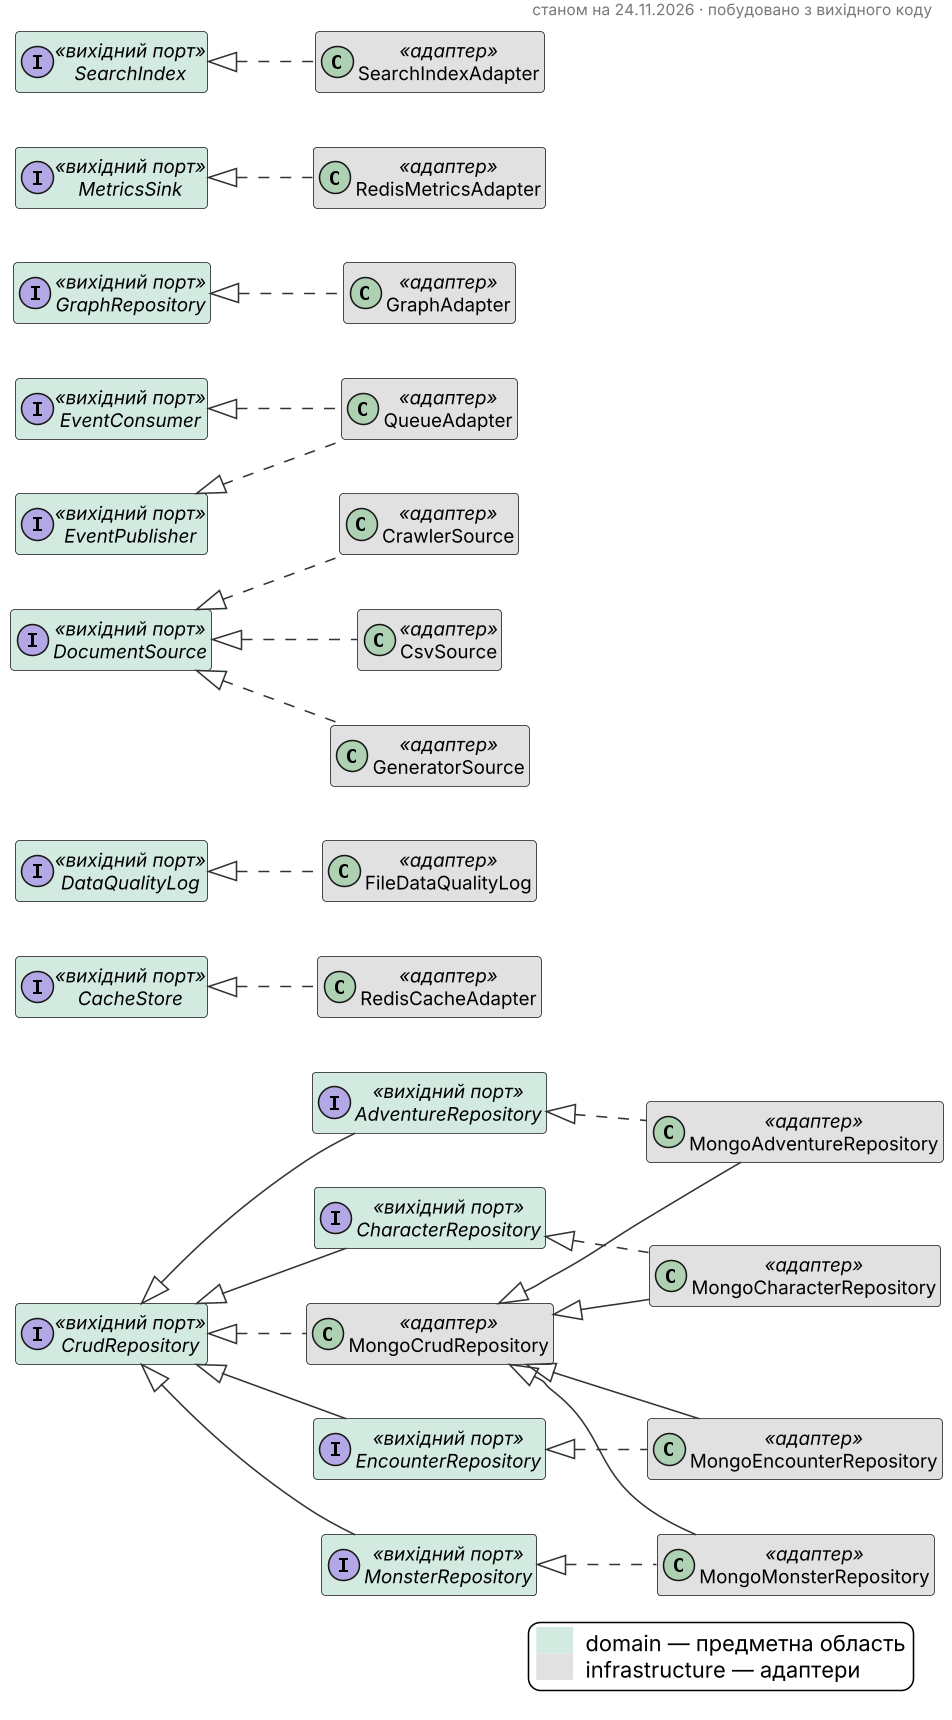 станом на 24.11.2026 · побудовано з вихідного коду
I «вихідний порт»
SearchIndex
C «адаптер»
SearchIndexAdapter
I «вихідний порт»
MetricsSink
C «адаптер»
RedisMetricsAdapter
I «вихідний порт»
GraphRepository
C «адаптер»
GraphAdapter
I «вихідний порт»
EventConsumer
C «адаптер»
QueueAdapter
I «вихідний порт»
EventPublisher
C «адаптер»
CrawlerSource
I «вихідний порт»
DocumentSource
C «адаптер»
CsvSource
C «адаптер»
GeneratorSource
I «вихідний порт»
DataQualityLog
C «адаптер»
FileDataQualityLog
I «вихідний порт»
CacheStore
C «адаптер»
RedisCacheAdapter
I «вихідний порт»
AdventureRepository
C «адаптер»
MongoAdventureRepository
I «вихідний порт»
CharacterRepository
C «адаптер»
MongoCharacterRepository
I «вихідний порт»
CrudRepository
C «адаптер»
MongoCrudRepository
I «вихідний порт»
EncounterRepository
C «адаптер»
MongoEncounterRepository
I «вихідний порт»
MonsterRepository
C «адаптер»
MongoMonsterRepository
domain — предметна область
infrastructure — адаптери